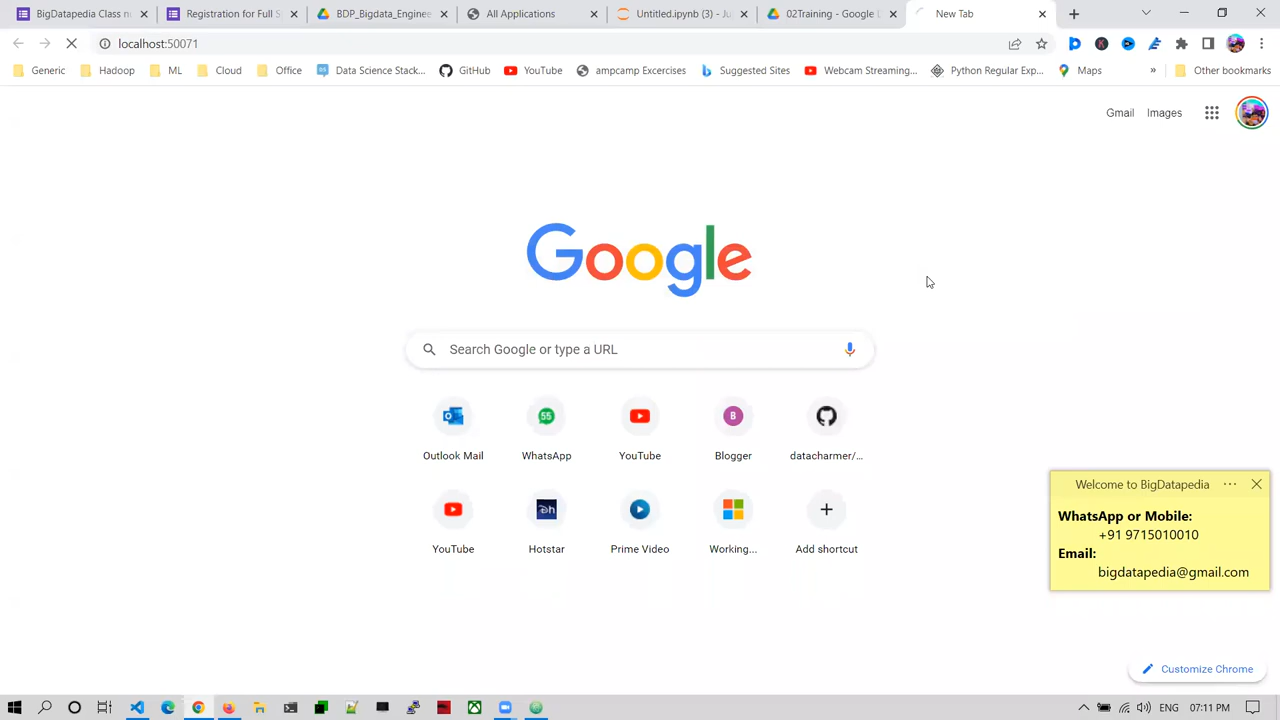 BigDatapedia Class n
Registration for Full S
BDP_Bigdata_Enginee
All Applications
Untitled.ipynb (3) - Ju
02Training - Google
New Tab
localhost:50071
Generic
Hadoop
ML
Cloud
Office
Data Science Stack...
GitHub
YouTube
ampcamp Excercises
Suggested Sites
Webcam Streaming...
Python Regular Exp...
Maps
»
Other bookmarks
Gmail
Images
Google
Search Google or type a URL
Outlook Mail
55
WhatsApp
YouTube
B
Blogger
datacharmer/...
YouTube
Hotstar
Prime Video
Working...
Add shortcut
Welcome to BigDatapedia
WhatsApp or Mobile:
+91 9715010010
Email:
bigdatapedia@gmail.com
Customize Chrome
ENG
07:11 PM